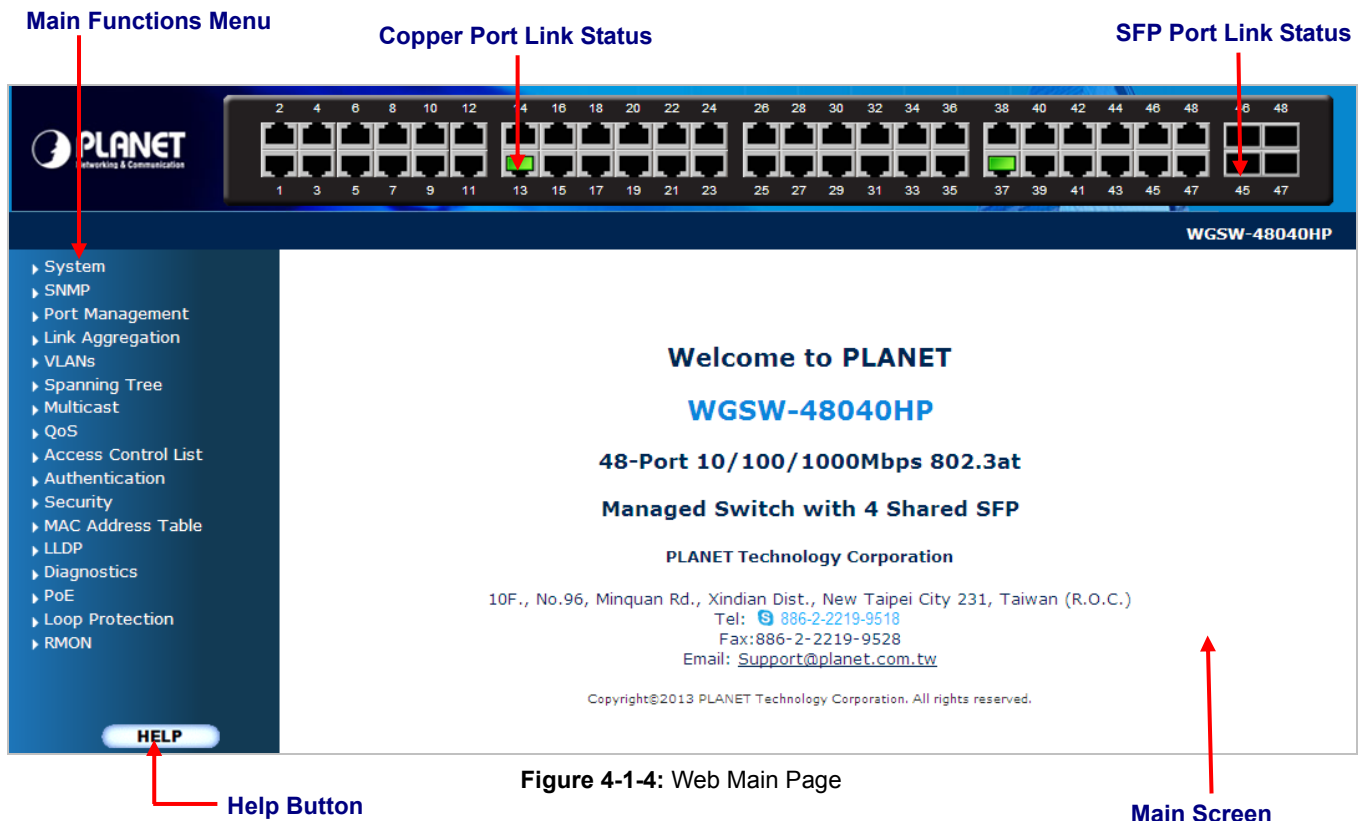 Main Functions Menu
Copper Port Link Status
SFP Port Link Status
2 4 6 8 10 12 14 16 18 20 22 24 26 28 30 32 34 36 38 40 42 44 46 48 46 48
PLANET
Networking & Communication
1 3 5 7 9 11 13 15 17 19 21 23 25 27 29 31 33 35 37 39 41 43 45 47 45 47
WGSW-48040HP
System
SNMP
Port Management
Link Aggregation
VLANs
Spanning Tree
Multicast
QoS
Access Control List
Authentication
Security
MAC Address Table
LLDP
Diagnostics
PoE
Loop Protection
RMON
HELP
Welcome to PLANET
WGSW-48040HP
48-Port 10/100/1000Mbps 802.3at
Managed Switch with 4 Shared SFP
PLANET Technology Corporation
10F., No.96, Minquan Rd., Xindian Dist., New Taipei City 231, Taiwan (R.O.C.)
Tel: 886-2-2219-9518
Fax:886-2-2219-9528
Email: Support@planet.com.tw
Copyright©2013 PLANET Technology Corporation. All rights reserved.
Figure 4-1-4: Web Main Page
Help Button
Main Screen